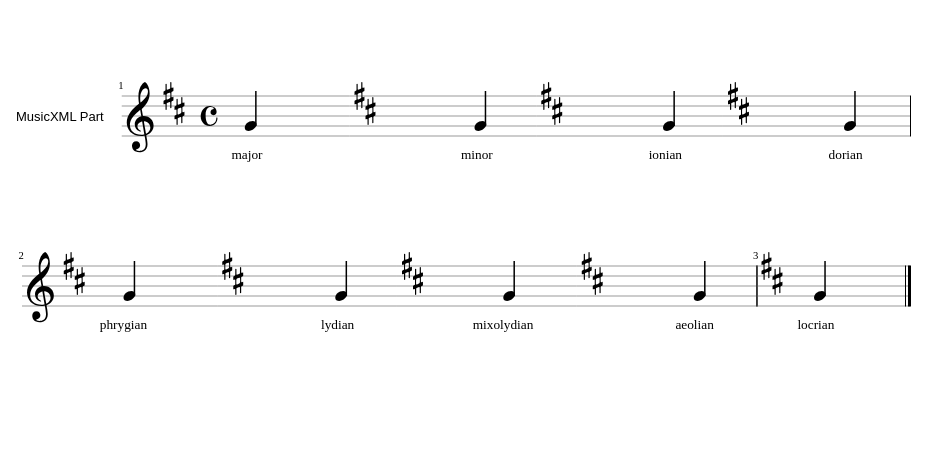 1
MusicXML Part
major minor ionian dorian
2 3
phrygian lydian mixolydian aeolian locrian